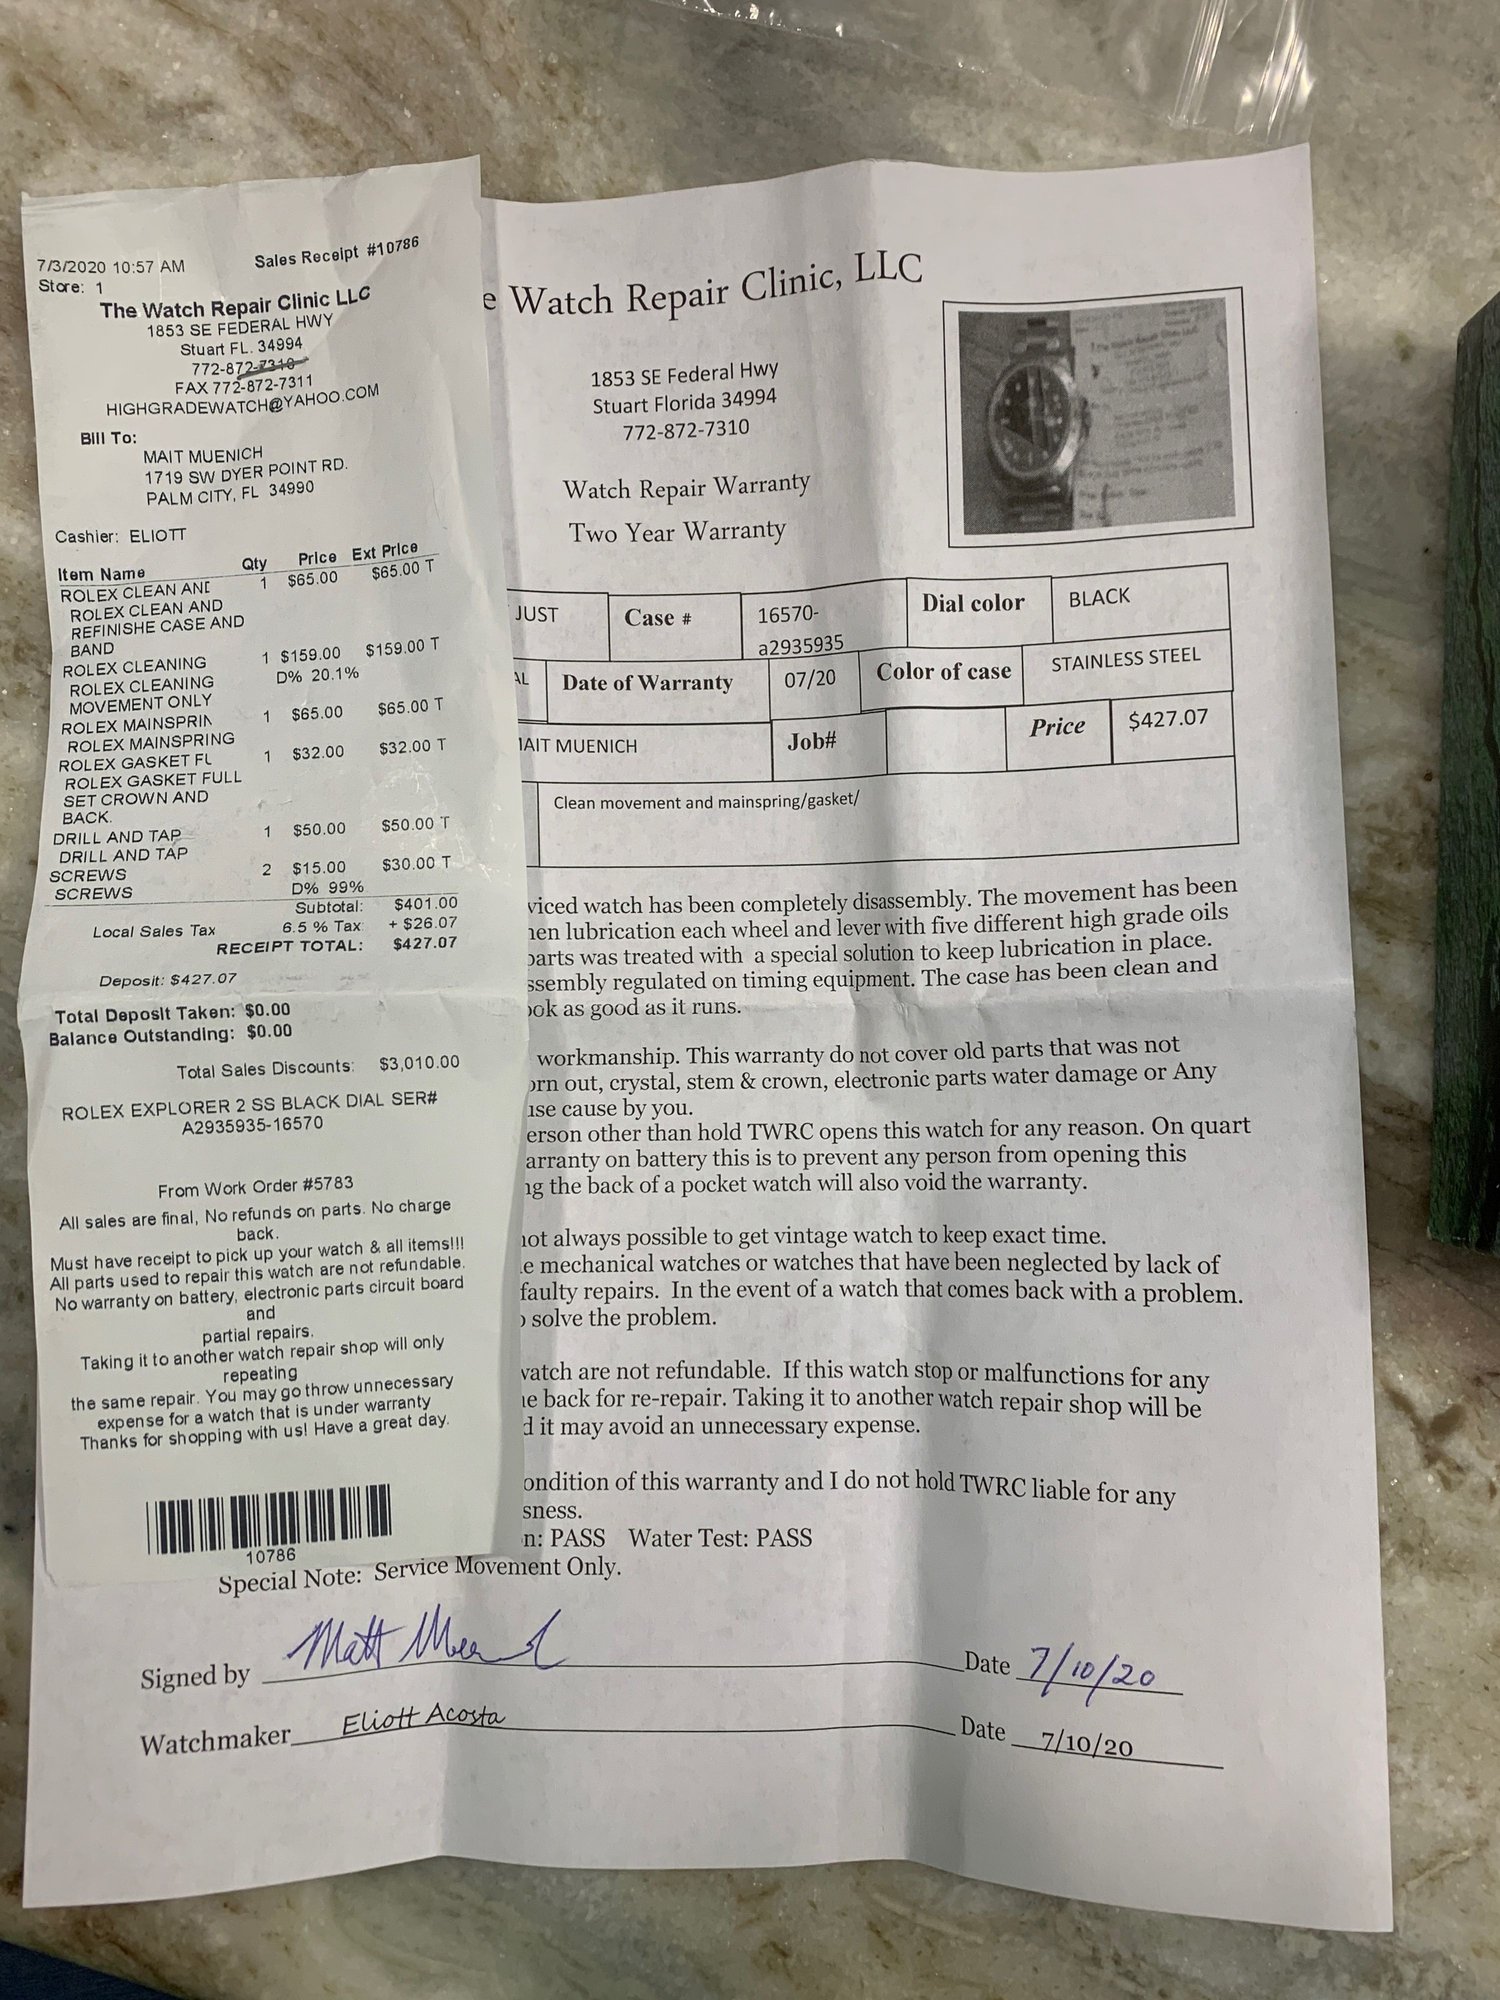 7/3/2020 10:57 AM Sales Receipt #10786
Store: 1
The Watch Repair Clinic LLC
1853 SE FEDERAL HWY
Stuart FL. 34994
772-872-7310
FAX 772-872-7311
HIGHGRADEWATCH@YAHOO.COM
Bill To:
MAIT MUENICH
1719 SW DYER POINT RD.
PALM CITY, FL 34990
Cashier: ELIOTT
Item Name Qty Price Ext Price
ROLEX CLEAN AND 1 $65.00 $65.00 T
ROLEX CLEAN AND
REFINISHE CASE AND
BAND
ROLEX CLEANING 1 $159.00 $159.00 T
ROLEX CLEANING D% 20.1%
MOVEMENT ONLY
ROLEX MAINSPRIN 1 $65.00 $65.00 T
ROLEX MAINSPRING
ROLEX GASKET FU 1 $32.00 $32.00 T
ROLEX GASKET FULL
SET CROWN AND
BACK.
DRILL AND TAP 1 $50.00 $50.00 T
DRILL AND TAP
SCREWS 2 $15.00 $30.00 T
SCREWS D% 99%
Subtotal: $401.00
Local Sales Tax 6.5 % Tax: + $26.07
RECEIPT TOTAL: $427.07
Deposit: $427.07
Total Deposit Taken: $0.00
Balance Outstanding: $0.00
Total Sales Discounts: $3,010.00
ROLEX EXPLORER 2 SS BLACK DIAL SER#
A2935935-16570
From Work Order #5783
All sales are final, No refunds on parts. No charge
back.
Must have receipt to pick up your watch & all items!!!
All parts used to repair this watch are not refundable.
No warranty on battery, electronic parts circuit board
and
partial repairs.
Taking it to another watch repair shop will only
repeating
the same repair. You may go throw unnecessary
expense for a watch that is under warranty
Thanks for shopping with us! Have a great day.
10786
e Watch Repair Clinic, LLC
1853 SE Federal Hwy
Stuart Florida 34994
772-872-7310
Watch Repair Warranty
Two Year Warranty
JUST Case # 16570-a2935935 Dial color BLACK
AL Date of Warranty 07/20 Color of case STAINLESS STEEL
MAIT MUENICH Job# Price $427.07
Clean movement and mainspring/gasket/
viced watch has been completely disassembly. The movement has been
hen lubrication each wheel and lever with five different high grade oils
parts was treated with a special solution to keep lubrication in place.
ssembly regulated on timing equipment. The case has been clean and
ook as good as it runs.
workmanship. This warranty do not cover old parts that was not
orn out, crystal, stem & crown, electronic parts water damage or Any
use cause by you.
erson other than hold TWRC opens this watch for any reason. On quart
arranty on battery this is to prevent any person from opening this
ng the back of a pocket watch will also void the warranty.
not always possible to get vintage watch to keep exact time.
e mechanical watches or watches that have been neglected by lack of
faulty repairs. In the event of a watch that comes back with a problem.
o solve the problem.
watch are not refundable. If this watch stop or malfunctions for any
e back for re-repair. Taking it to another watch repair shop will be
d it may avoid an unnecessary expense.
ondition of this warranty and I do not hold TWRC liable for any
sness.
n: PASS Water Test: PASS
Special Note: Service Movement Only.
Signed by Matt Muenich Date 7/10/20
Watchmaker Eliott Acosta Date 7/10/20